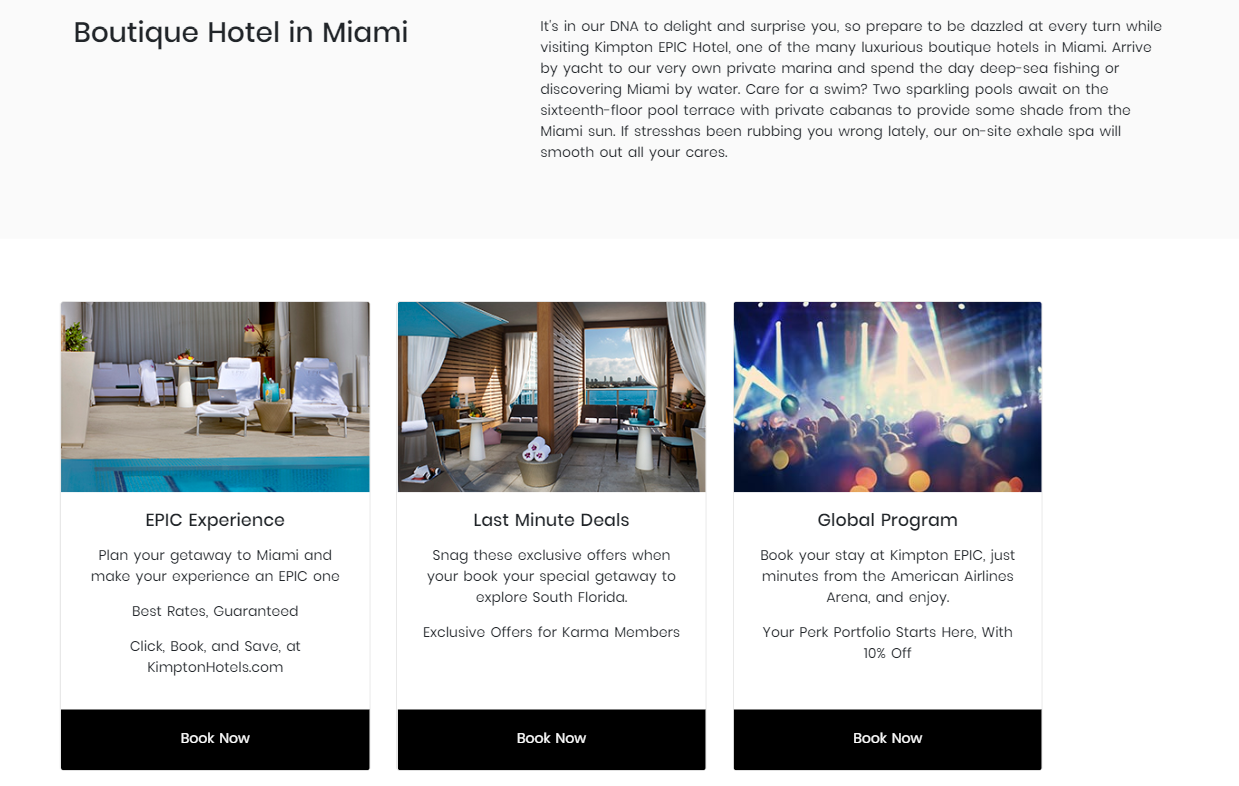 Boutique Hotel in Miami
It's in our DNA to delight and surprise you, so prepare to be dazzled at every turn while
visiting Kimpton EPIC Hotel, one of the many luxurious boutique hotels in Miami. Arrive
by yacht to our very own private marina and spend the day deep-sea fishing or
discovering Miami by water. Care for a swim? Two sparkling pools await on the
sixteenth-floor pool terrace with private cabanas to provide some shade from the
Miami sun. If stresshas been rubbing you wrong lately, our on-site exhale spa will
smooth out all your cares.
EPIC Experience
Plan your getaway to Miami and
make your experience an EPIC one
Best Rates, Guaranteed
Click, Book, and Save, at
KimptonHotels.com
Book Now
Last Minute Deals
Snag these exclusive offers when
your book your special getaway to
explore South Florida.
Exclusive Offers for Karma Members
Book Now
Global Program
Book your stay at Kimpton EPIC, just
minutes from the American Airlines
Arena, and enjoy.
Your Perk Portfolio Starts Here, With
10% Off
Book Now